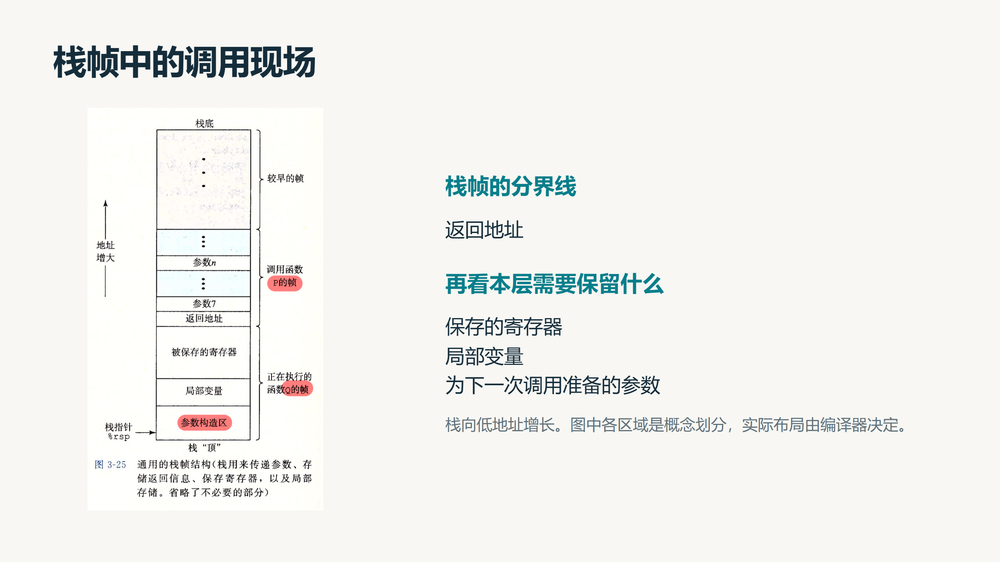 栈帧中的调用现场
栈底
较早的帧
地址
增大
参数n
调用函数
P的帧
参数7
返回地址
被保存的寄存器
正在执行的
函数Q的帧
局部变量
参数构造区
栈指针
%rsp
栈“顶”
图 3-25 通用的栈帧结构(栈用来传递参数、存
储返回信息、保存寄存器，以及局部
存储。省略了不必要的部分)
栈帧的分界线
返回地址
再看本层需要保留什么
保存的寄存器
局部变量
为下一次调用准备的参数
栈向低地址增长。图中各区域是概念划分，实际布局由编译器决定。